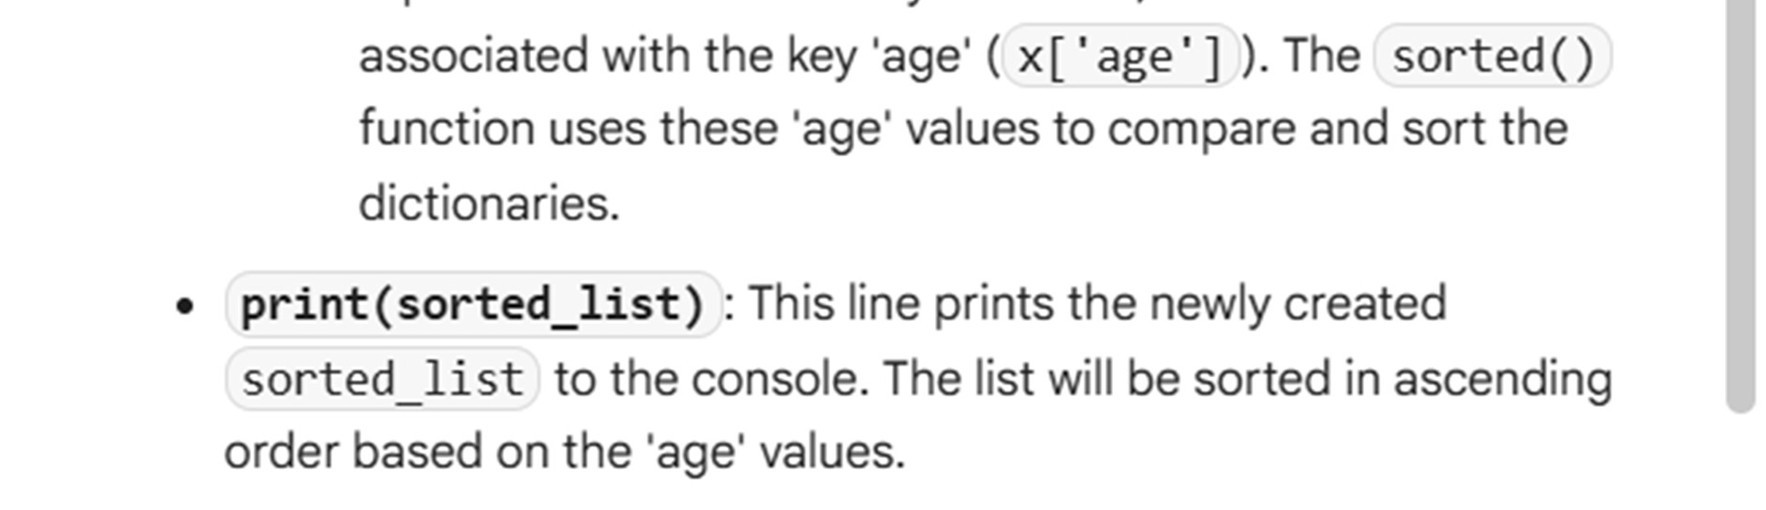 associated with the key 'age' (x['age']). The sorted()
function uses these 'age' values to compare and sort the
dictionaries.
• print(sorted_list): This line prints the newly created
sorted_list to the console. The list will be sorted in ascending
order based on the 'age' values.